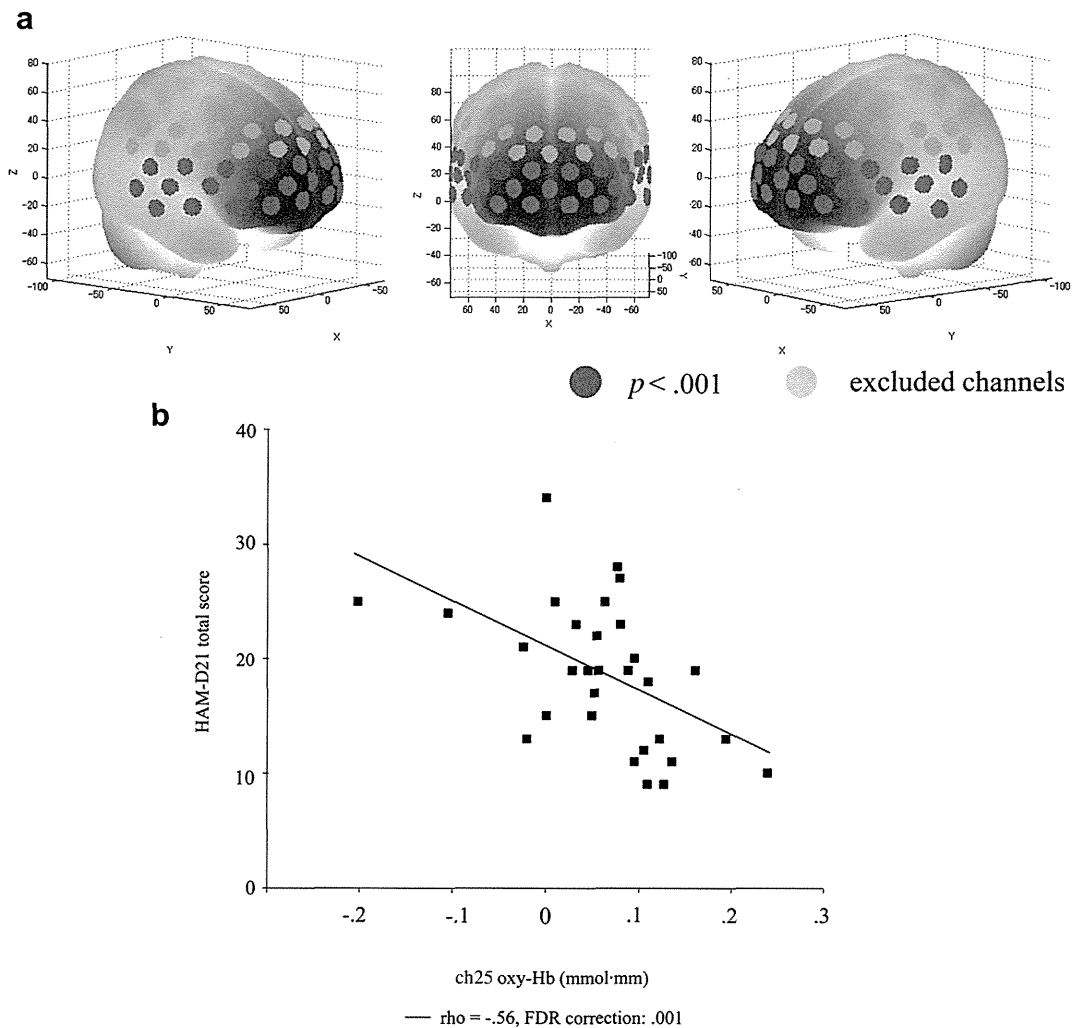 a
80
60
40
20
0
-20
-40
-60
Z
-100
-50
0
50
Y
50
0
-50
X
80
60
40
20
0
-20
-40
-60
Z
60 40 20 0 -20 -40 -60
X
-100
-50
0
50
Y
80
60
40
20
0
-20
-40
-60
Z
50
0
-50
X
50
0
-50
-100
Y
p < .001 excluded channels
b
40
30
20
10
0
HAM-D21 total score
-.2 -.1 0 .1 .2 .3
ch25 oxy-Hb (mmol·mm)
rho = -.56, FDR correction: .001